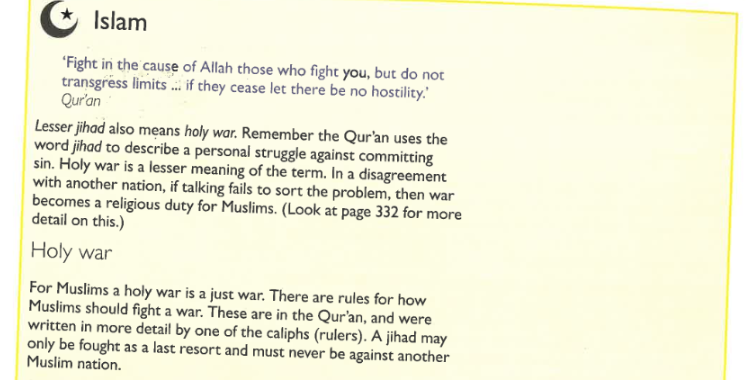 Islam
‘Fight in the cause of Allah those who fight you, but do not
transgress limits ... if they cease let there be no hostility.’
Qur’an
Lesser jihad also means holy war. Remember the Qur’an uses the
word jihad to describe a personal struggle against committing
sin. Holy war is a lesser meaning of the term. In a disagreement
with another nation, if talking fails to sort the problem, then war
becomes a religious duty for Muslims. (Look at page 332 for more
detail on this.)
Holy war
For Muslims a holy war is a just war. There are rules for how
Muslims should fight a war. These are in the Qur’an, and were
written in more detail by one of the caliphs (rulers). A jihad may
only be fought as a last resort and must never be against another
Muslim nation.